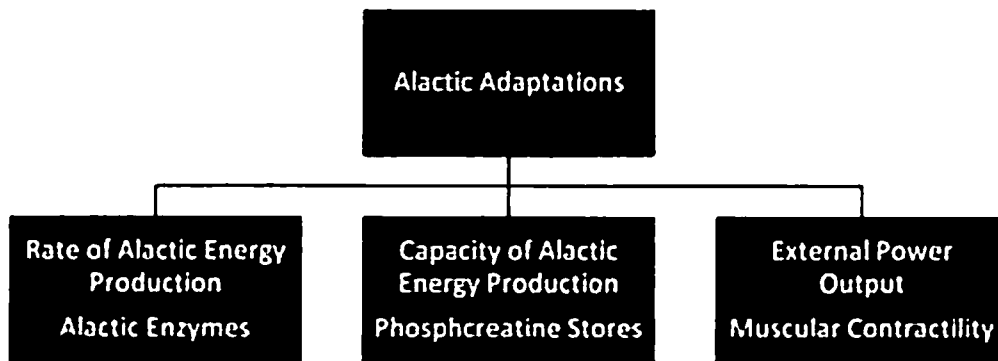 Alactic Adaptations
Rate of Alactic Energy
Production
Alactic Enzymes
Capacity of Alactic
Energy Production
Phosphcreatine Stores
External Power
Output
Muscular Contractility